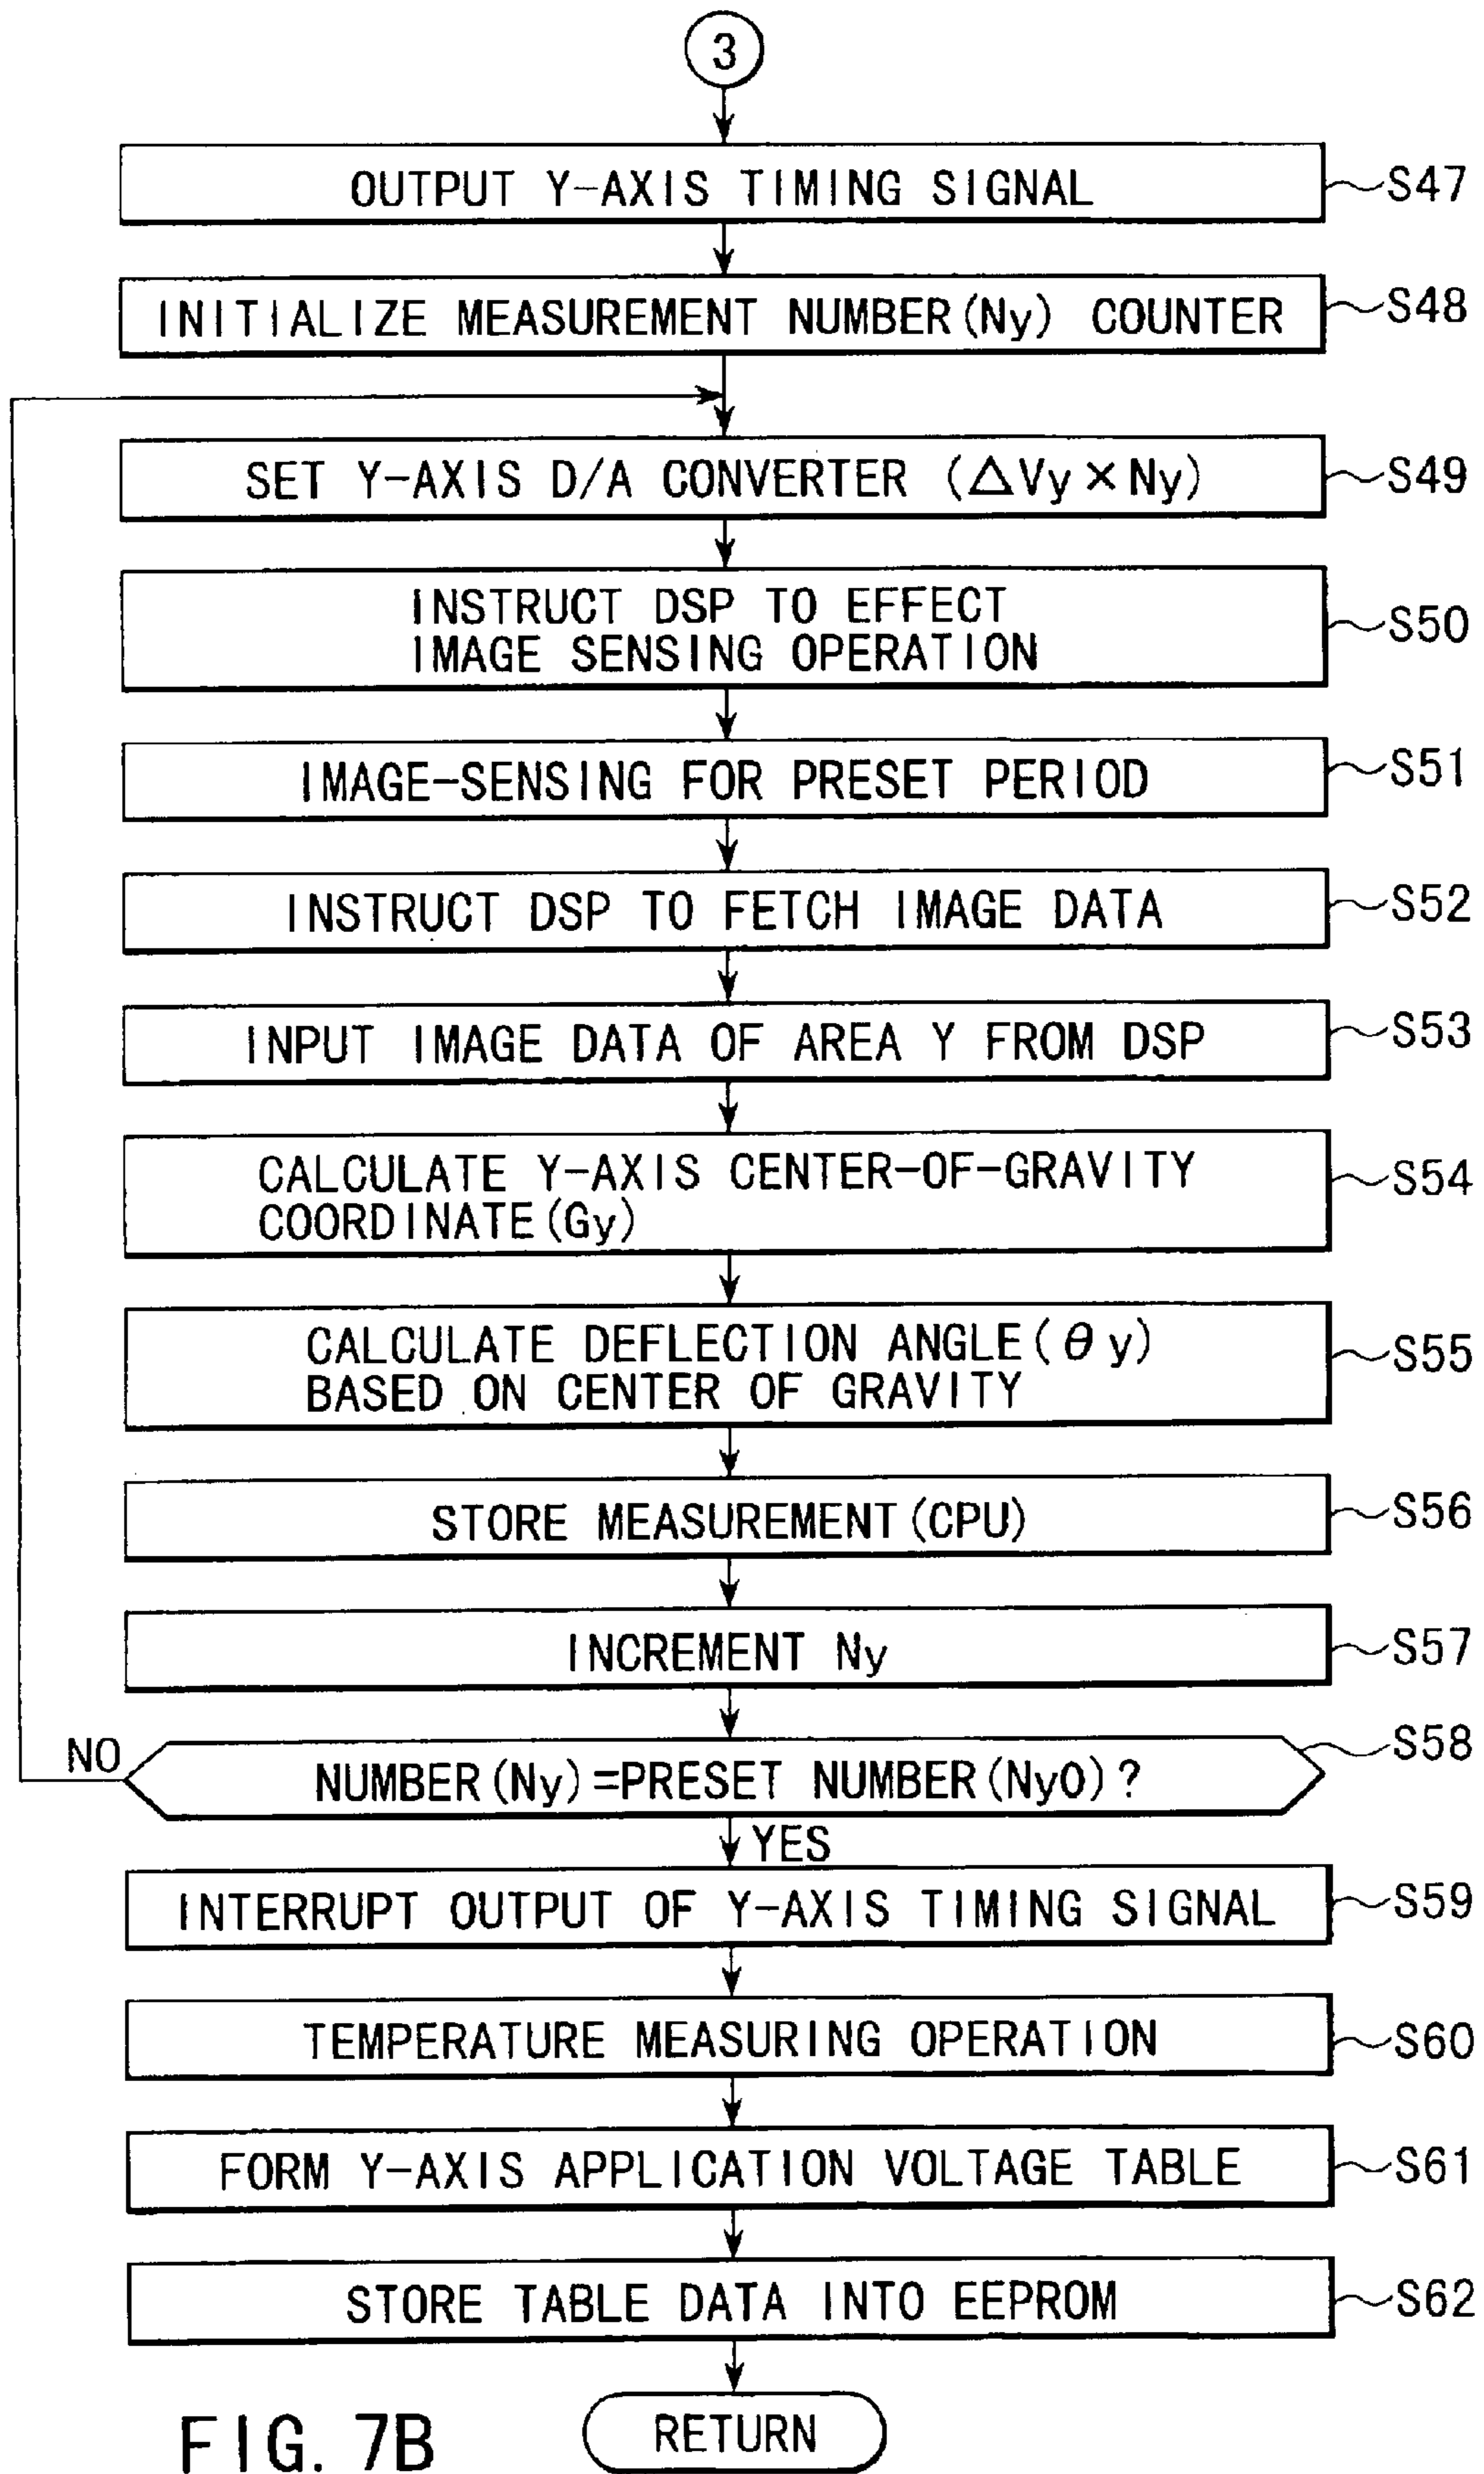 3
OUTPUT Y-AXIS TIMING SIGNAL
S47
INITIALIZE MEASUREMENT NUMBER(Ny) COUNTER
S48
SET Y-AXIS D/A CONVERTER (△Vy×Ny)
S49
INSTRUCT DSP TO EFFECT
IMAGE SENSING OPERATION
S50
IMAGE-SENSING FOR PRESET PERIOD
S51
INSTRUCT DSP TO FETCH IMAGE DATA
S52
INPUT IMAGE DATA OF AREA Y FROM DSP
S53
CALCULATE Y-AXIS CENTER-OF-GRAVITY
COORDINATE(Gy)
S54
CALCULATE DEFLECTION ANGLE(θy)
BASED ON CENTER OF GRAVITY
S55
STORE MEASUREMENT(CPU)
S56
INCREMENT Ny
S57
NO
NUMBER(Ny)=PRESET NUMBER(Ny0)?
S58
YES
INTERRUPT OUTPUT OF Y-AXIS TIMING SIGNAL
S59
TEMPERATURE MEASURING OPERATION
S60
FORM Y-AXIS APPLICATION VOLTAGE TABLE
S61
STORE TABLE DATA INTO EEPROM
S62
RETURN
FIG. 7B